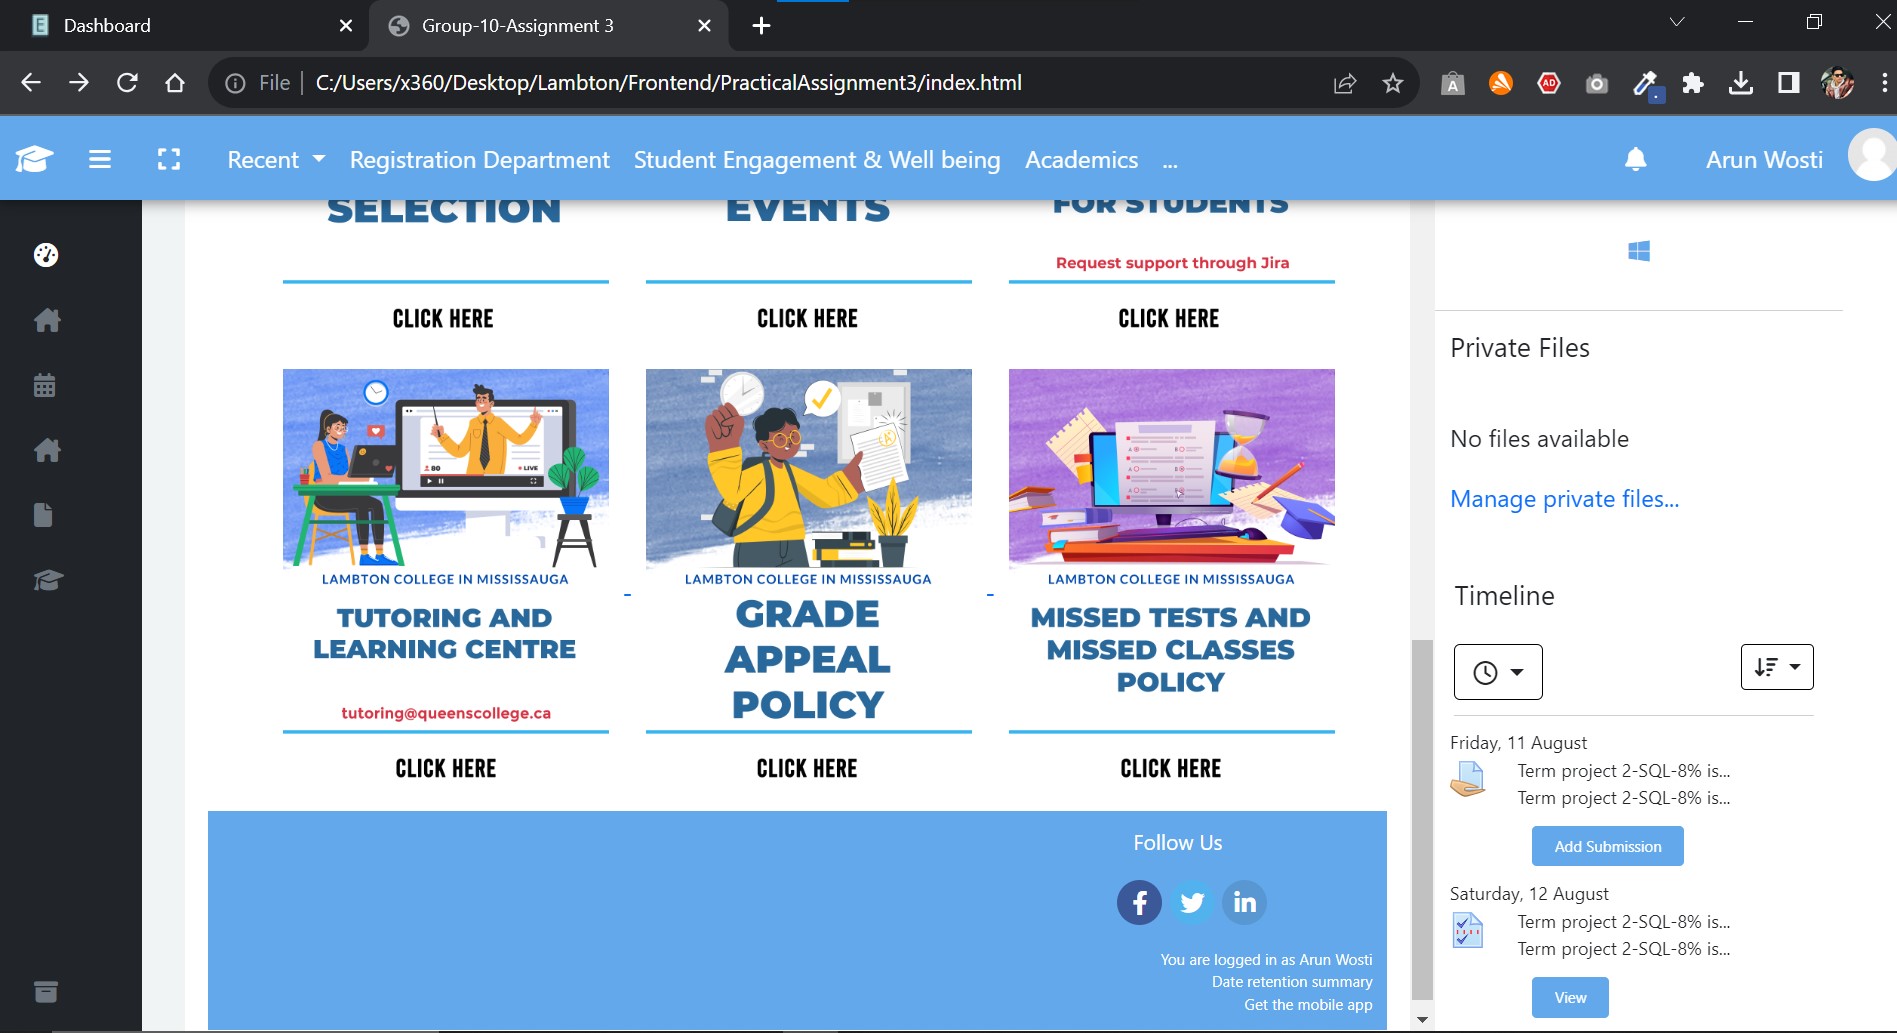 Dashboard
Group-10-Assignment 3
File
C:/Users/x360/Desktop/Lambton/Frontend/PracticalAssignment3/index.html
Recent
Registration Department
Student Engagement & Well being
Academics
...
Arun Wosti
SELECTION
EVENTS
FOR STUDENTS
Request support through Jira
CLICK HERE
CLICK HERE
CLICK HERE
80
LIVE
LAMBTON COLLEGE IN MISSISSAUGA
TUTORING AND
LEARNING CENTRE
tutoring@queenscollege.ca
CLICK HERE
LAMBTON COLLEGE IN MISSISSAUGA
GRADE
APPEAL
POLICY
CLICK HERE
LAMBTON COLLEGE IN MISSISSAUGA
MISSED TESTS AND
MISSED CLASSES
POLICY
CLICK HERE
Follow Us
You are logged in as Arun Wosti
Date retention summary
Get the mobile app
Private Files
No files available
Manage private files...
Timeline
Friday, 11 August
Term project 2-SQL-8% is...
Term project 2-SQL-8% is...
Add Submission
Saturday, 12 August
Term project 2-SQL-8% is...
Term project 2-SQL-8% is...
View